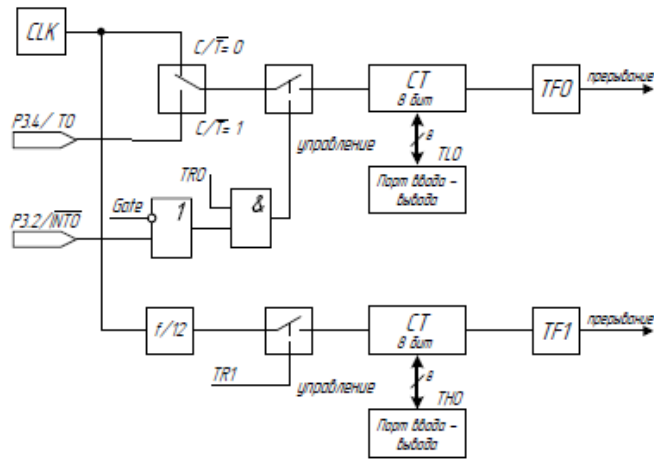 CLK
C/T̅= 0
P3.4/ T0
C/T̅= 1
CT
8 бит
TF0
прерывание
управление
8
TL0
Порт ввода –
вывода
TR0
Gate
1
&
P3.2/I̅N̅T̅0̅
f/12
CT
8 бит
TF1
прерывание
TR1
управление
8
TH0
Порт ввода –
вывода